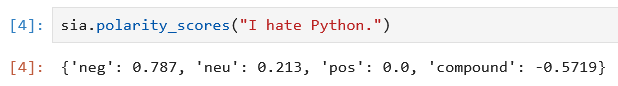 [4]: sia.polarity_scores("I hate Python.")
[4]: {'neg': 0.787, 'neu': 0.213, 'pos': 0.0, 'compound': -0.5719}